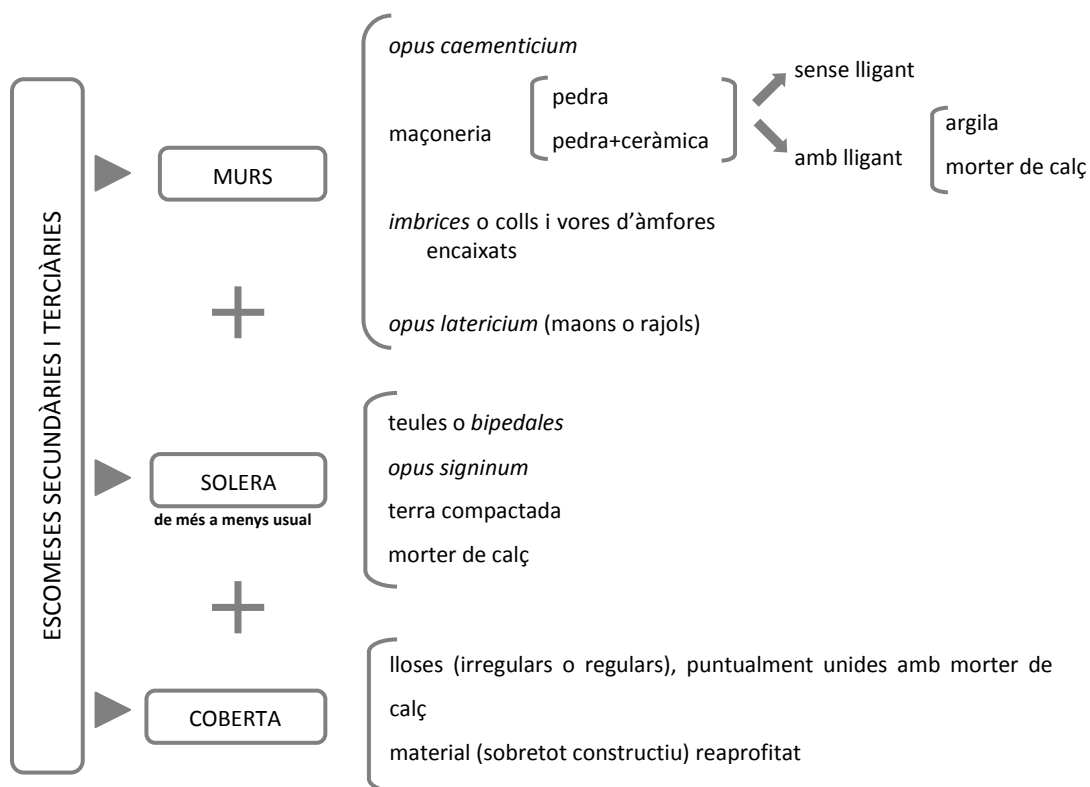 ESCOMESES SECUNDÀRIES I TERCIÀRIES
MURS
opus caementicium
maçoneria
pedra
pedra+ceràmica
sense lligant
amb lligant
argila
morter de calç
imbrices o colls i vores d’àmfores
encaixats
opus latericium (maons o rajols)
SOLERA
de més a menys usual
teules o bipedales
opus signinum
terra compactada
morter de calç
COBERTA
lloses (irregulars o regulars), puntualment unides amb morter de
calç
material (sobretot constructiu) reaprofitat